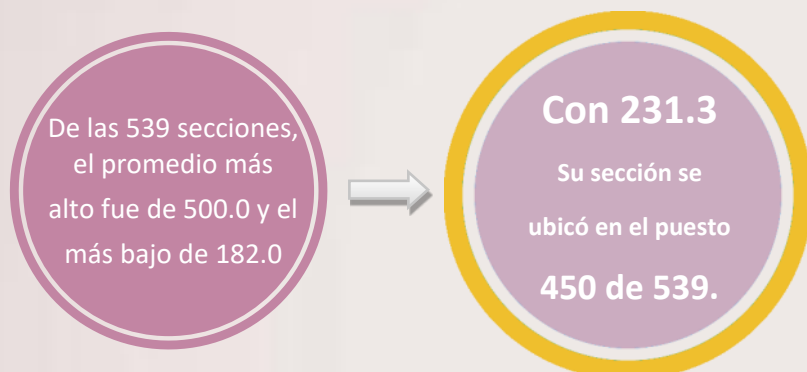 De las 539 secciones,
el promedio más
alto fue de 500.0 y el
más bajo de 182.0
Con 231.3
Su sección se
ubicó en el puesto
450 de 539.